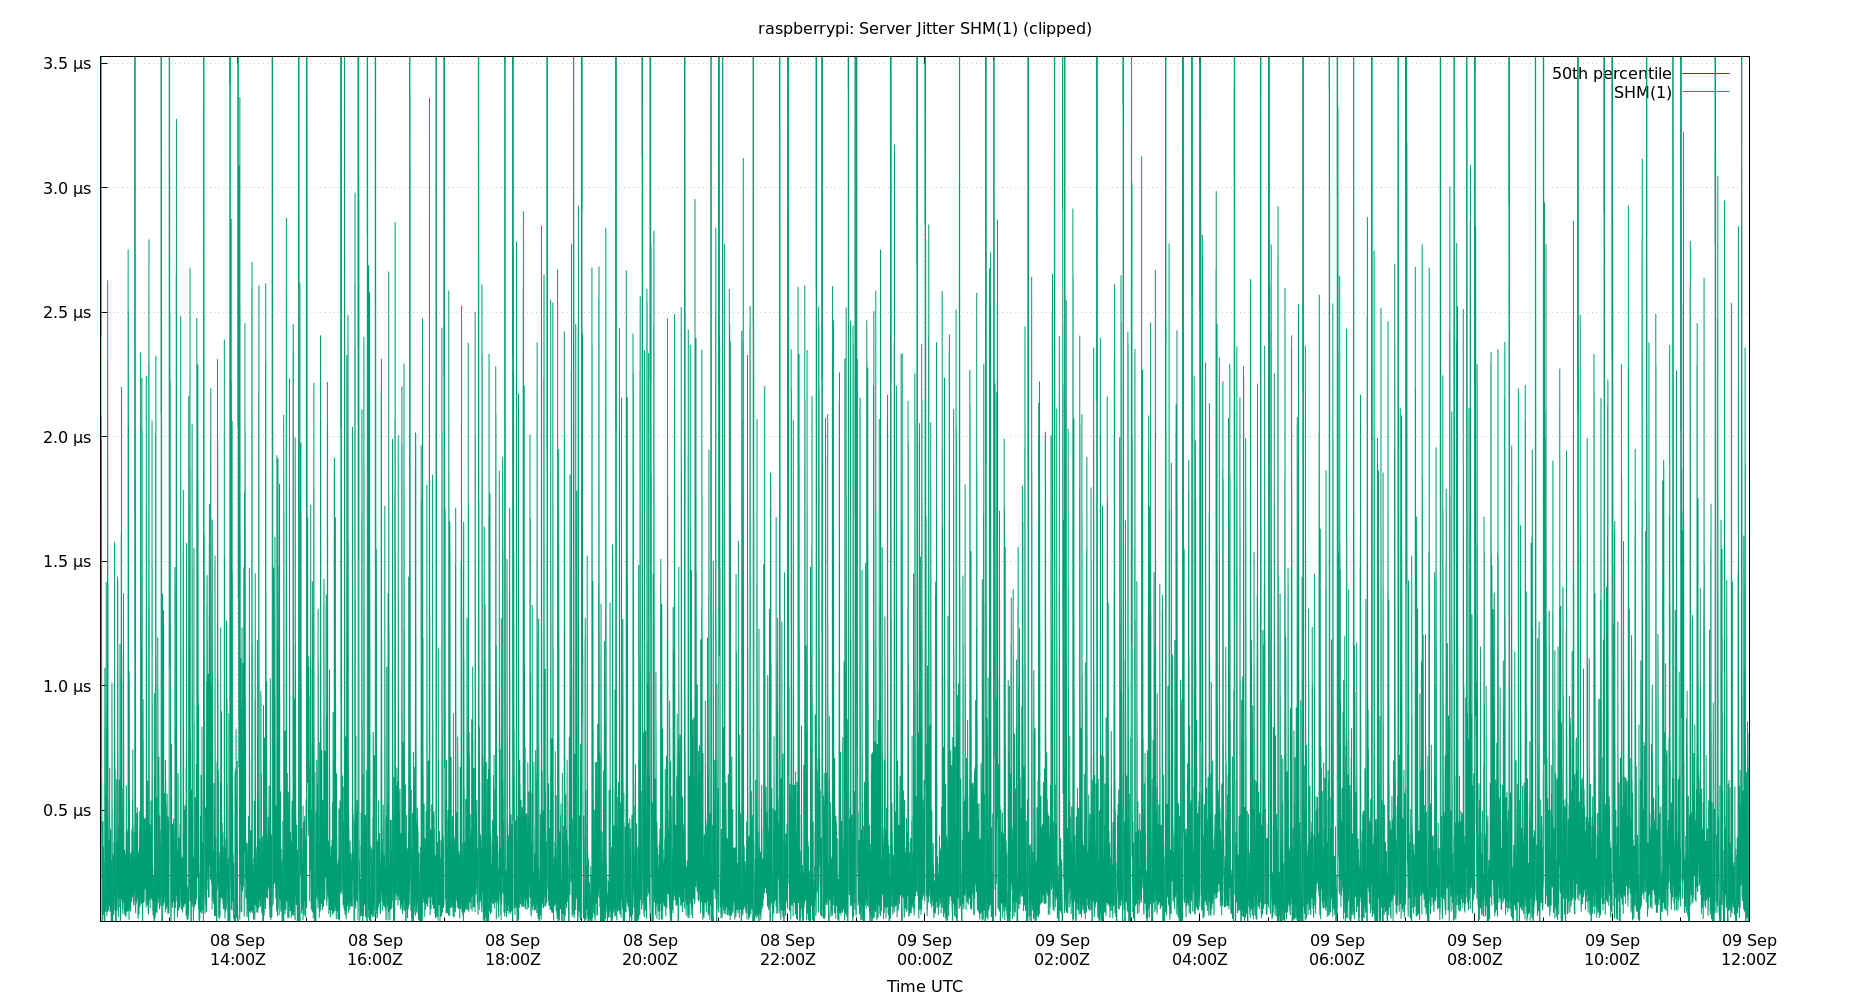 raspberrypi: Server Jitter SHM(1) (clipped)
3.5 µs
3.0 µs
2.5 µs
2.0 µs
1.5 µs
1.0 µs
0.5 µs
50th percentile
SHM(1)
08 Sep 08 Sep 08 Sep 08 Sep 08 Sep 09 Sep 09 Sep 09 Sep 09 Sep 09 Sep 09 Sep 09 Sep
14:00Z 16:00Z 18:00Z 20:00Z 22:00Z 00:00Z 02:00Z 04:00Z 06:00Z 08:00Z 10:00Z 12:00Z
Time UTC